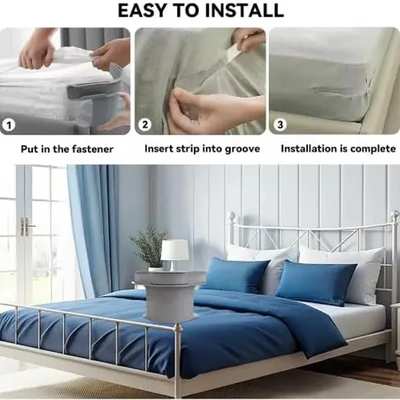 EASY TO INSTALL
1
2
3
Put in the fastener
Insert strip into groove
Installation is complete